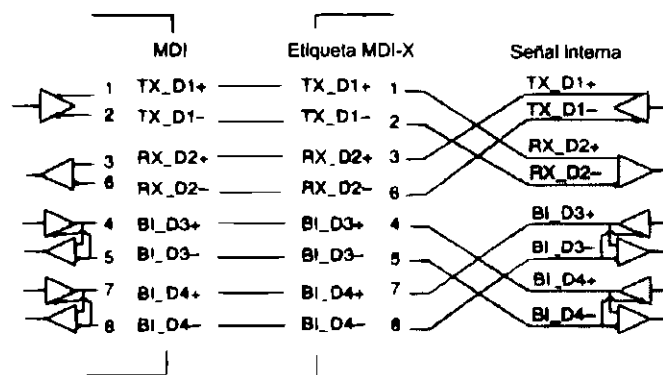 MDI Etiqueta MDI-X Señal interna
1 TX_D1+ TX_D1+ 1 TX_D1+
2 TX_D1– TX_D1– 2 TX_D1–
3 RX_D2+ RX_D2+ 3 RX_D2+
6 RX_D2– RX_D2– 6 RX_D2–
4 BI_D3+ BI_D3+ 4 BI_D3+
5 BI_D3– BI_D3– 5 BI_D3–
7 BI_D4+ BI_D4+ 7 BI_D4+
8 BI_D4– BI_D4– 8 BI_D4–